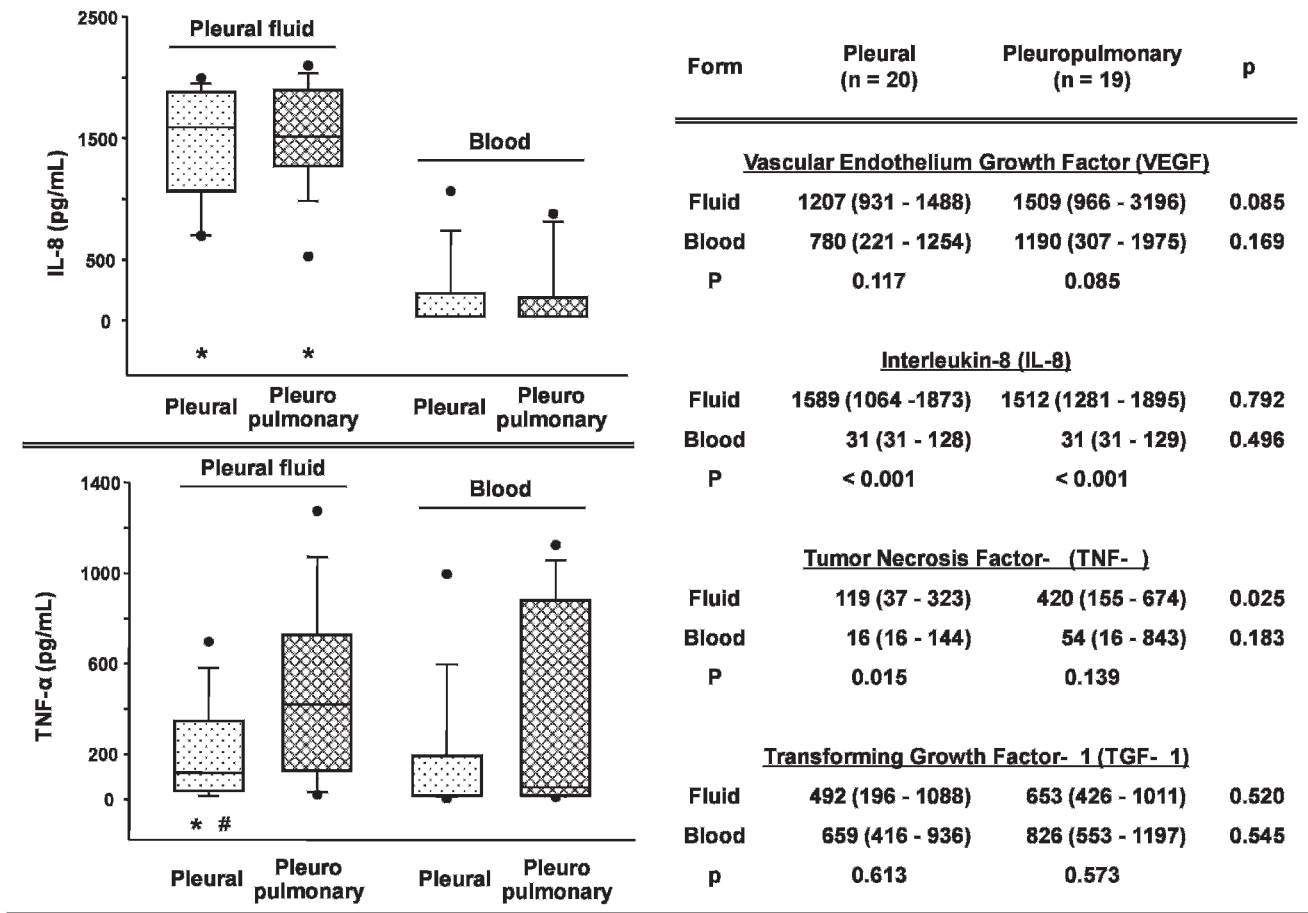 2500
1500
500
0
IL-8 (pg/mL)
Pleural fluid
Blood
*
*
Pleural
Pleuro
pulmonary
Pleural
Pleuro
pulmonary
1400
1000
600
200
0
TNF-α (pg/mL)
Pleural fluid
Blood
* #
Pleural
Pleuro
pulmonary
Pleural
Pleuro
pulmonary
Form Pleural (n = 20) Pleuropulmonary (n = 19) p
Vascular Endothelium Growth Factor (VEGF)
Fluid 1207 (931 - 1488) 1509 (966 - 3196) 0.085
Blood 780 (221 - 1254) 1190 (307 - 1975) 0.169
P 0.117 0.085
Interleukin-8 (IL-8)
Fluid 1589 (1064 -1873) 1512 (1281 - 1895) 0.792
Blood 31 (31 - 128) 31 (31 - 129) 0.496
P < 0.001 < 0.001
Tumor Necrosis Factor- (TNF- )
Fluid 119 (37 - 323) 420 (155 - 674) 0.025
Blood 16 (16 - 144) 54 (16 - 843) 0.183
P 0.015 0.139
Transforming Growth Factor- 1 (TGF- 1)
Fluid 492 (196 - 1088) 653 (426 - 1011) 0.520
Blood 659 (416 - 936) 826 (553 - 1197) 0.545
p 0.613 0.573